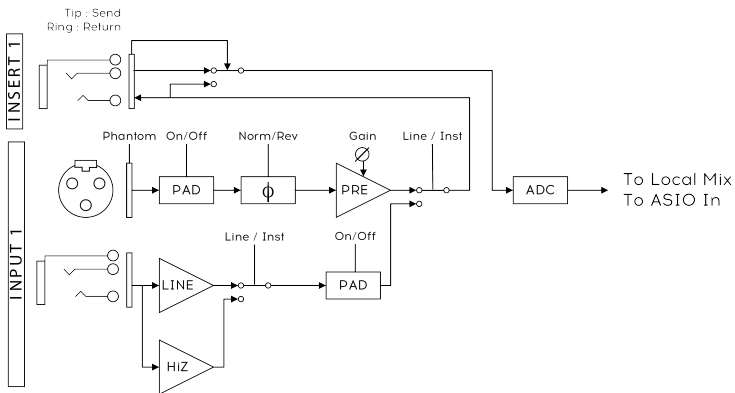 Tip : Send
Ring : Return
INSERT 1
Phantom
On/Off
Norm/Rev
Gain
Line / Inst
PAD
ϕ
PRE
ADC
To Local Mix
To ASIO In
INPUT 1
Line / Inst
On/Off
LINE
PAD
HiZ